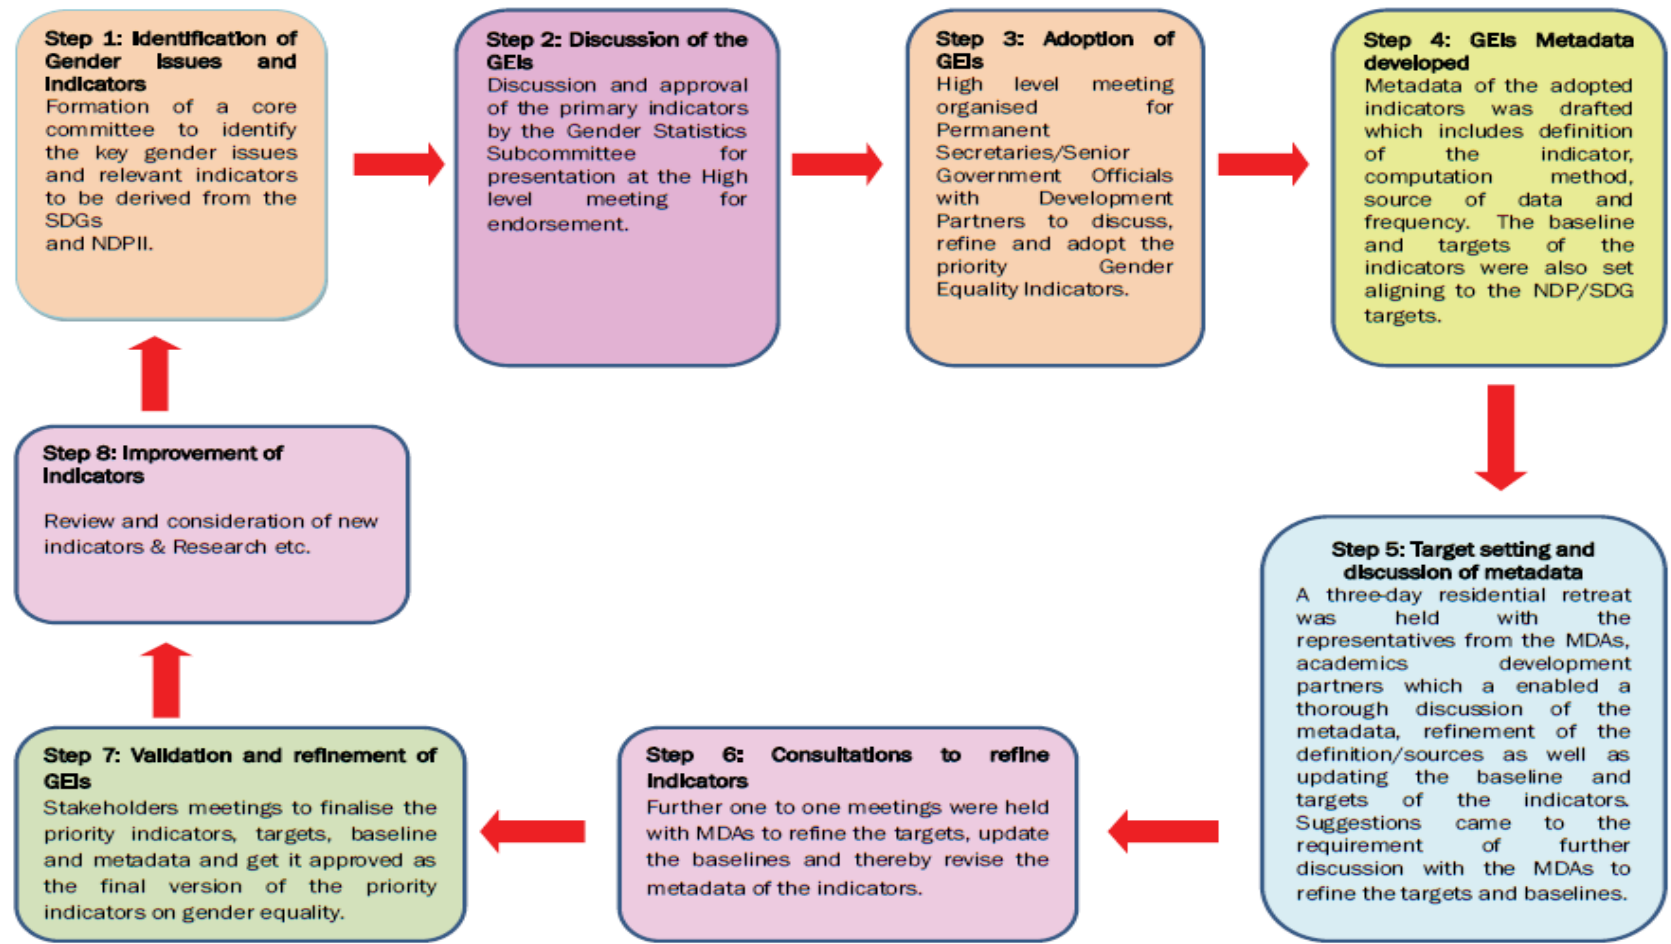 Step 1: Identification of
Gender Issues and
Indicators
Formation of a core
committee to identify
the key gender issues
and relevant indicators
to be derived from the
SDGs
and NDPII.
Step 2: Discussion of the
GEIs
Discussion and approval
of the primary indicators
by the Gender Statistics
Subcommittee for
presentation at the High
level meeting for
endorsement.
Step 3: Adoption of
GEIs
High level meeting
organised for
Permanent
Secretaries/Senior
Government Officials
with Development
Partners to discuss,
refine and adopt the
priority Gender
Equality Indicators.
Step 4: GEIs Metadata
developed
Metadata of the adopted
indicators was drafted
which includes definition
of the indicator,
computation method,
source of data and
frequency. The baseline
and targets of the
indicators were also set
aligning to the NDP/SDG
targets.
Step 5: Target setting and
discussion of metadata
A three-day residential retreat
was held with the
representatives from the MDAs,
academics development
partners which a enabled a
thorough discussion of the
metadata, refinement of the
definition/sources as well as
updating the baseline and
targets of the indicators.
Suggestions came to the
requirement of further
discussion with the MDAs to
refine the targets and baselines.
Step 6: Consultations to refine
Indicators
Further one to one meetings were held
with MDAs to refine the targets, update
the baselines and thereby revise the
metadata of the indicators.
Step 7: Validation and refinement of
GEIs
Stakeholders meetings to finalise the
priority indicators, targets, baseline
and metadata and get it approved as
the final version of the priority
indicators on gender equality.
Step 8: Improvement of
Indicators
Review and consideration of new
indicators & Research etc.